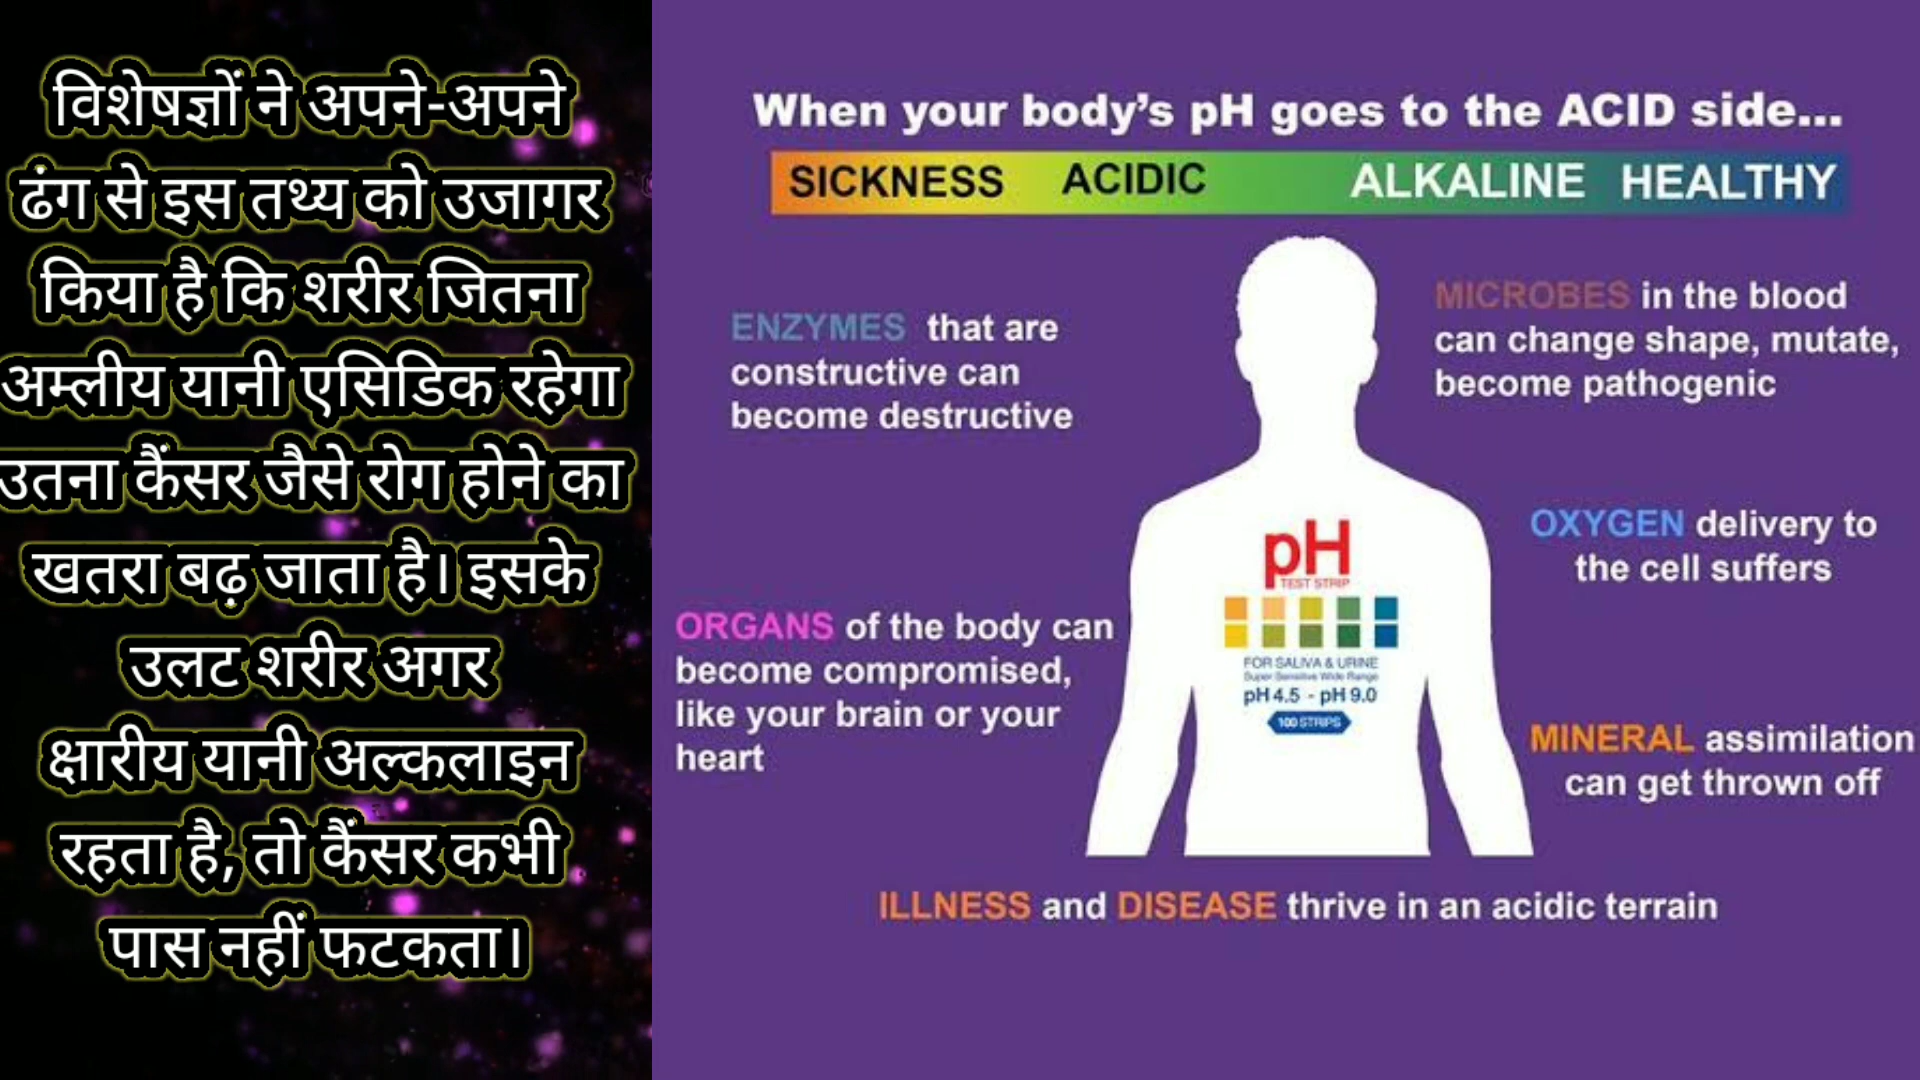 विशेषज्ञों ने अपने-अपने
ढंग से इस तथ्य को उजागर
किया है कि शरीर जितना
अम्लीय यानी एसिडिक रहेगा
उतना कैंसर जैसे रोग होने का
खतरा बढ़ जाता है। इसके
उलट शरीर अगर
क्षारीय यानी अल्कलाइन
रहता है, तो कैंसर कभी
पास नहीं फटकता।
When your body's pH goes to the ACID side...
SICKNESS ACIDIC ALKALINE HEALTHY
ENZYMES that are
constructive can
become destructive
MICROBES in the blood
can change shape, mutate,
become pathogenic
OXYGEN delivery to
the cell suffers
ORGANS of the body can
become compromised,
like your brain or your
heart
pH
TEST STRIP
FOR SALIVA & URINE
Super Sensitive Wide Range
pH 4.5 - pH 9.0
100 STRIPS
MINERAL assimilation
can get thrown off
ILLNESS and DISEASE thrive in an acidic terrain